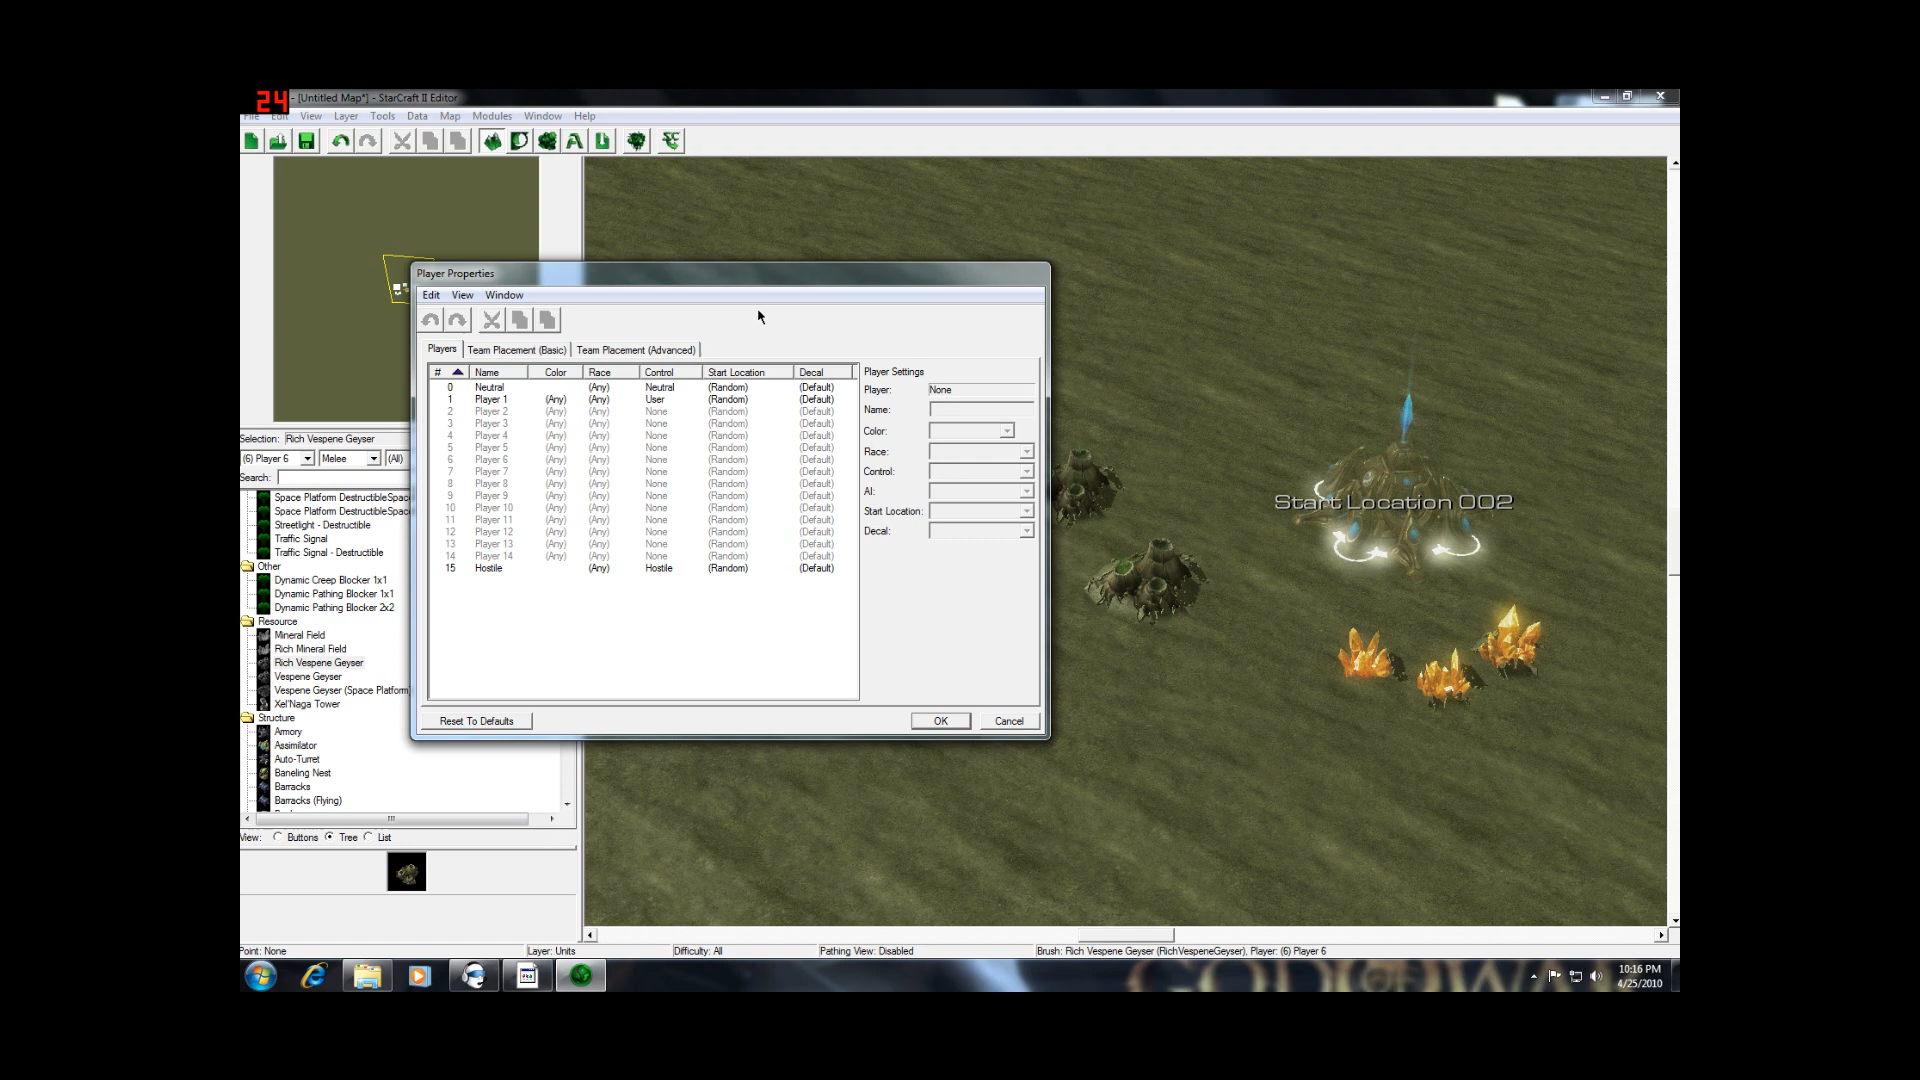 24 - [Untitled Map*] - StarCraft II Editor
File Edit View Layer Tools Data Map Modules Window Help
Player Properties
Edit View Window
Players Team Placement (Basic) Team Placement (Advanced)
# Name Color Race Control Start Location Decal
0 Neutral (Any) Neutral (Random) (Default)
1 Player 1 (Any) (Any) User (Random) (Default)
2 Player 2 (Any) (Any) None (Random) (Default)
3 Player 3 (Any) (Any) None (Random) (Default)
4 Player 4 (Any) (Any) None (Random) (Default)
5 Player 5 (Any) (Any) None (Random) (Default)
6 Player 6 (Any) (Any) None (Random) (Default)
7 Player 7 (Any) (Any) None (Random) (Default)
8 Player 8 (Any) (Any) None (Random) (Default)
9 Player 9 (Any) (Any) None (Random) (Default)
10 Player 10 (Any) (Any) None (Random) (Default)
11 Player 11 (Any) (Any) None (Random) (Default)
12 Player 12 (Any) (Any) None (Random) (Default)
13 Player 13 (Any) (Any) None (Random) (Default)
14 Player 14 (Any) (Any) None (Random) (Default)
15 Hostile (Any) Hostile (Random) (Default)
Player Settings
Player: None
Name:
Color:
Race:
Control:
AI:
Start Location:
Decal:
Reset To Defaults OK Cancel
Selection: Rich Vespene Geyser
(6) Player 6 Melee (All)
Search:
Space Platform DestructibleSpac
Space Platform DestructibleSpac
Streetlight - Destructible
Traffic Signal
Traffic Signal - Destructible
Other
Dynamic Creep Blocker 1x1
Dynamic Pathing Blocker 1x1
Dynamic Pathing Blocker 2x2
Resource
Mineral Field
Rich Mineral Field
Rich Vespene Geyser
Vespene Geyser
Vespene Geyser (Space Platform)
Xel'Naga Tower
Structure
Armory
Assimilator
Auto-Turret
Baneling Nest
Barracks
Barracks (Flying)
View: Buttons Tree List
Start Location 002
Point: None Layer: Units Difficulty: All Pathing View: Disabled Brush: Rich Vespene Geyser (RichVespeneGeyser), Player: (6) Player 6
10:16 PM
4/25/2010